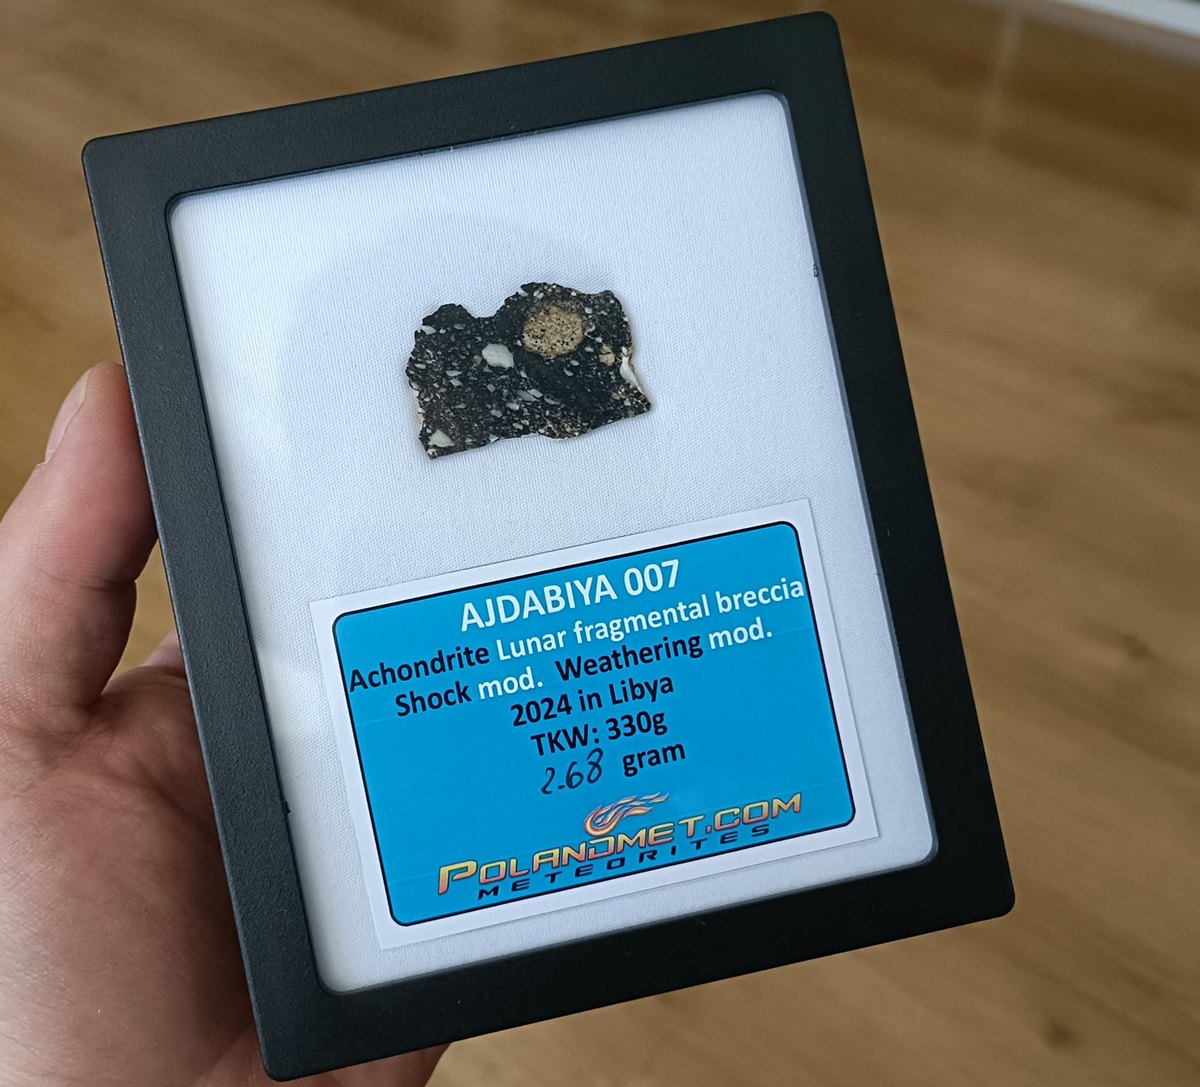 AJDABIYA 007
Achondrite Lunar fragmental breccia
Shock mod. Weathering mod.
2024 in Libya
TKW: 330g
2.68 gram
POLANDMET.COM
METEORITES